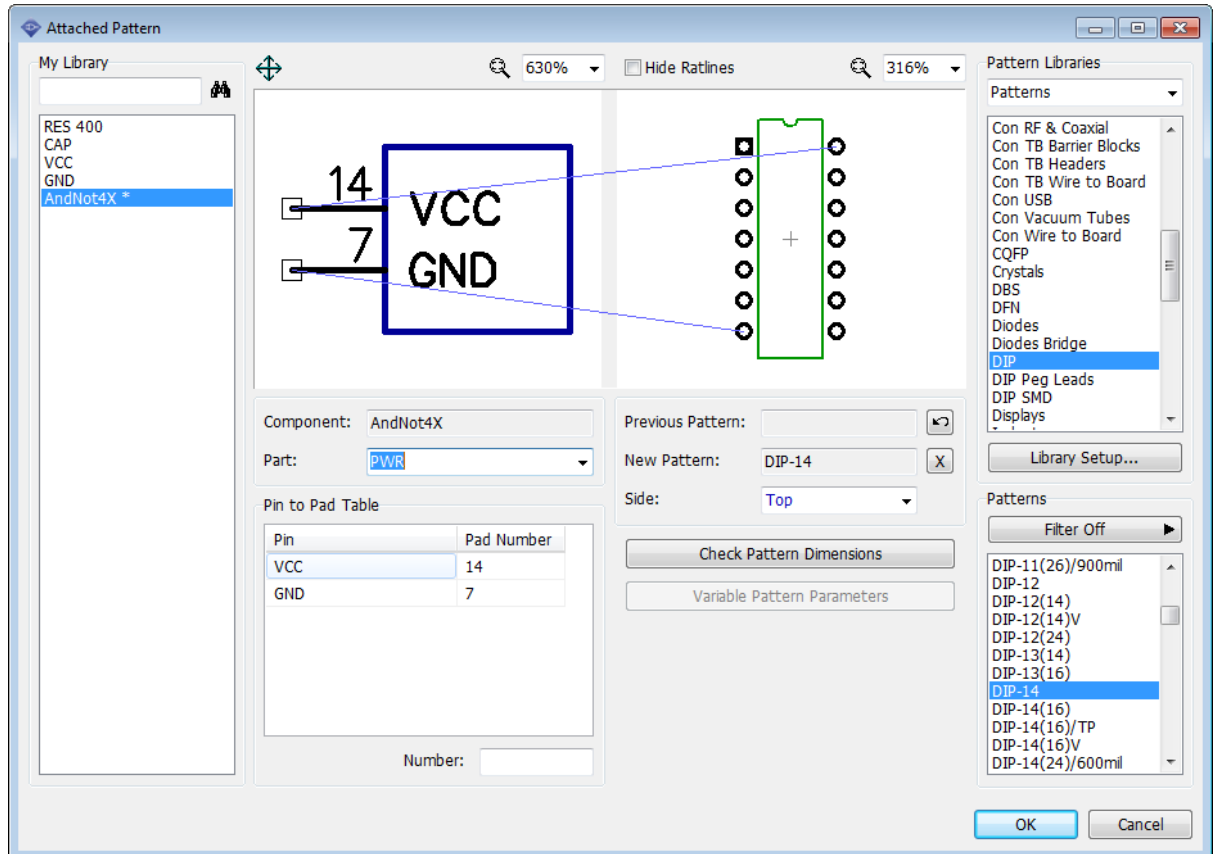 Attached Pattern
My Library
RES 400
CAP
VCC
GND
AndNot4X *
630%
Hide Ratlines
316%
14
VCC
7
GND
Component:
AndNot4X
Part:
PWR
Pin to Pad Table
Pin
Pad Number
VCC
14
GND
7
Number:
Previous Pattern:
New Pattern:
DIP-14
X
Side:
Top
Check Pattern Dimensions
Variable Pattern Parameters
Pattern Libraries
Patterns
Con RF & Coaxial
Con TB Barrier Blocks
Con TB Headers
Con TB Wire to Board
Con USB
Con Vacuum Tubes
Con Wire to Board
CQFP
Crystals
DBS
DFN
Diodes
Diodes Bridge
DIP
DIP Peg Leads
DIP SMD
Displays
Library Setup...
Patterns
Filter Off
DIP-11(26)/900mil
DIP-12
DIP-12(14)
DIP-12(14)V
DIP-12(24)
DIP-13(14)
DIP-13(16)
DIP-14
DIP-14(16)
DIP-14(16)/TP
DIP-14(16)V
DIP-14(24)/600mil
OK
Cancel